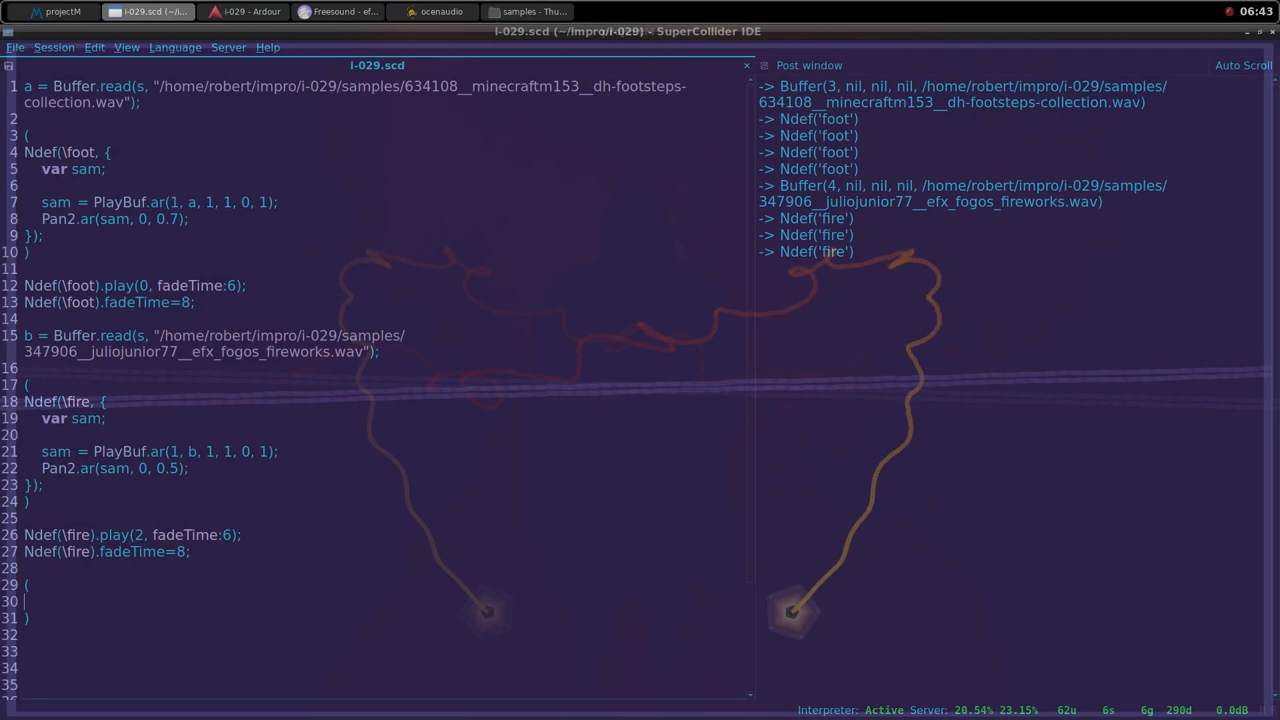 projectM
i-029.scd (~/i...
i-029 - Ardour
Freesound - ef...
ocenaudio
samples - Thu...
06:43
i-029.scd (~/impro/i-029) - SuperCollider IDE
File Session Edit View Language Server Help
i-029.scd
Post window
Auto Scroll
1 a = Buffer.read(s, "/home/robert/impro/i-029/samples/634108__minecraftm153__dh-footsteps-
collection.wav");
2
3 (
4 Ndef(\foot, {
5 var sam;
6
7 sam = PlayBuf.ar(1, a, 1, 1, 0, 1);
8 Pan2.ar(sam, 0, 0.7);
9 });
10 )
11
12 Ndef(\foot).play(0, fadeTime:6);
13 Ndef(\foot).fadeTime=8;
14
15 b = Buffer.read(s, "/home/robert/impro/i-029/samples/
347906__juliojunior77__efx_fogos_fireworks.wav");
16
17 (
18 Ndef(\fire, {
19 var sam;
20
21 sam = PlayBuf.ar(1, b, 1, 1, 0, 1);
22 Pan2.ar(sam, 0, 0.5);
23 });
24 )
25
26 Ndef(\fire).play(2, fadeTime:6);
27 Ndef(\fire).fadeTime=8;
28
29 (
30
31 )
32
33
34
35
-> Buffer(3, nil, nil, nil, /home/robert/impro/i-029/samples/
634108__minecraftm153__dh-footsteps-collection.wav)
-> Ndef('foot')
-> Ndef('foot')
-> Ndef('foot')
-> Ndef('foot')
-> Buffer(4, nil, nil, nil, /home/robert/impro/i-029/samples/
347906__juliojunior77__efx_fogos_fireworks.wav)
-> Ndef('fire')
-> Ndef('fire')
-> Ndef('fire')
Interpreter: Active Server: 20.54% 23.15% 62u 6s 6g 290d 0.0dB